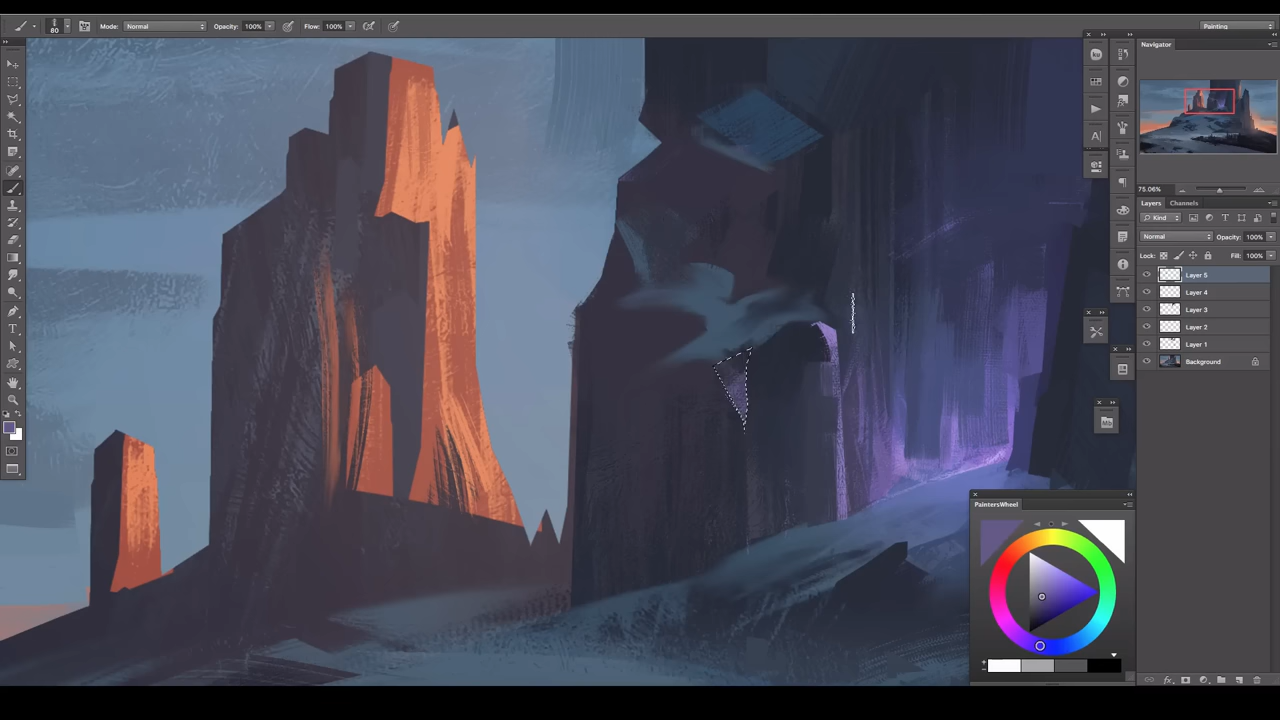 80 Mode: Normal Opacity: 100% Flow: 100% Painting
Navigator
75.06%
Layers Channels
Kind
Normal Opacity: 100%
Lock: Fill: 100%
Layer 5
Layer 4
Layer 3
Layer 2
Layer 1
Background
PaintersWheel